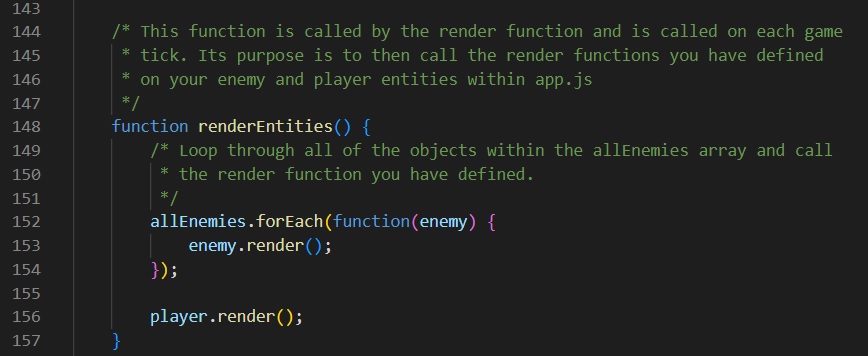 143
144 /* This function is called by the render function and is called on each game
145 * tick. Its purpose is to then call the render functions you have defined
146 * on your enemy and player entities within app.js
147 */
148 function renderEntities() {
149 /* Loop through all of the objects within the allEnemies array and call
150 * the render function you have defined.
151 */
152 allEnemies.forEach(function(enemy) {
153 enemy.render();
154 });
155
156 player.render();
157 }